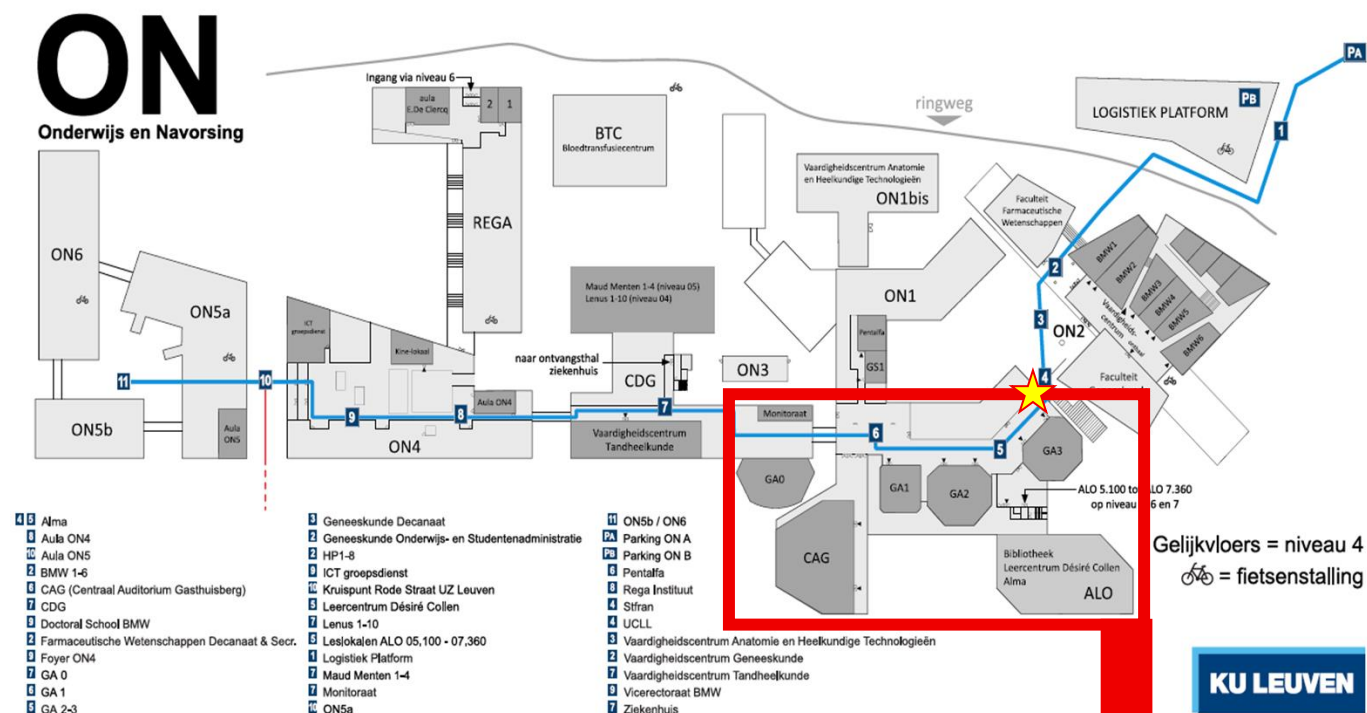 ON
Onderwijs en Navorsing
Ingang via niveau 6
aula
E.De Clercq
2
1
BTC
Bloedtransfusiecentrum
ringweg
LOGISTIEK PLATFORM
PB
PA
1
Vaardigheidscentrum Anatomie
en Heelkundige Technologieën
ON1bis
Faculteit
Farmaceutische
Wetenschappen
BMW1
BMW2
BMW3
BMW4
BMW5
BMW6
Vaardigheids-
centrum
onthaal
2
3
ON2
4
Faculteit
REGA
ON6
ON5a
ICT
groepsdienst
Kine-lokaal
Maud Menten 1-4 (niveau 05)
Lenus 1-10 (niveau 04)
naar ontvangsthal
ziekenhuis
CDG
ON3
ON1
Pentalfa
GS1
11
10
9
8
7
Aula ON4
Monitoraat
6
5
ON5b
Aula
ON5
ON4
Vaardigheidscentrum
Tandheelkunde
GA0
GA1
GA2
GA3
CAG
ALO 5.100 to
ALO 7.360
op niveau
6 en 7
Bibliotheek
Leercentrum Désiré Collen
Alma
ALO
Gelijkvloers = niveau 4
= fietsenstalling
4 5 Alma
8 Aula ON4
10 Aula ON5
2 BMW 1-6
6 CAG (Centraal Auditorium Gasthuisberg)
7 CDG
9 Doctoral School BMW
2 Farmaceutische Wetenschappen Decanaat & Secr.
9 Foyer ON4
7 GA 0
6 GA 1
5 GA 2-3
3 Geneeskunde Decanaat
2 Geneeskunde Onderwijs- en Studentenadministratie
2 HP1-8
9 ICT groepsdienst
10 Kruispunt Rode Straat UZ Leuven
5 Leercentrum Désiré Collen
7 Lenus 1-10
5 Leslokalen ALO 05,100 - 07,360
1 Logistiek Platform
7 Maud Menten 1-4
7 Monitoraat
10 ON5a
11 ON5b / ON6
PA Parking ON A
PB Parking ON B
6 Pentalfa
8 Rega Instituut
4 Stfran
4 UCLL
3 Vaardigheidscentrum Anatomie en Heelkundige Technologieën
2 Vaardigheidscentrum Geneeskunde
7 Vaardigheidscentrum Tandheelkunde
9 Vicerectoraat BMW
7 Ziekenhuis
KU LEUVEN